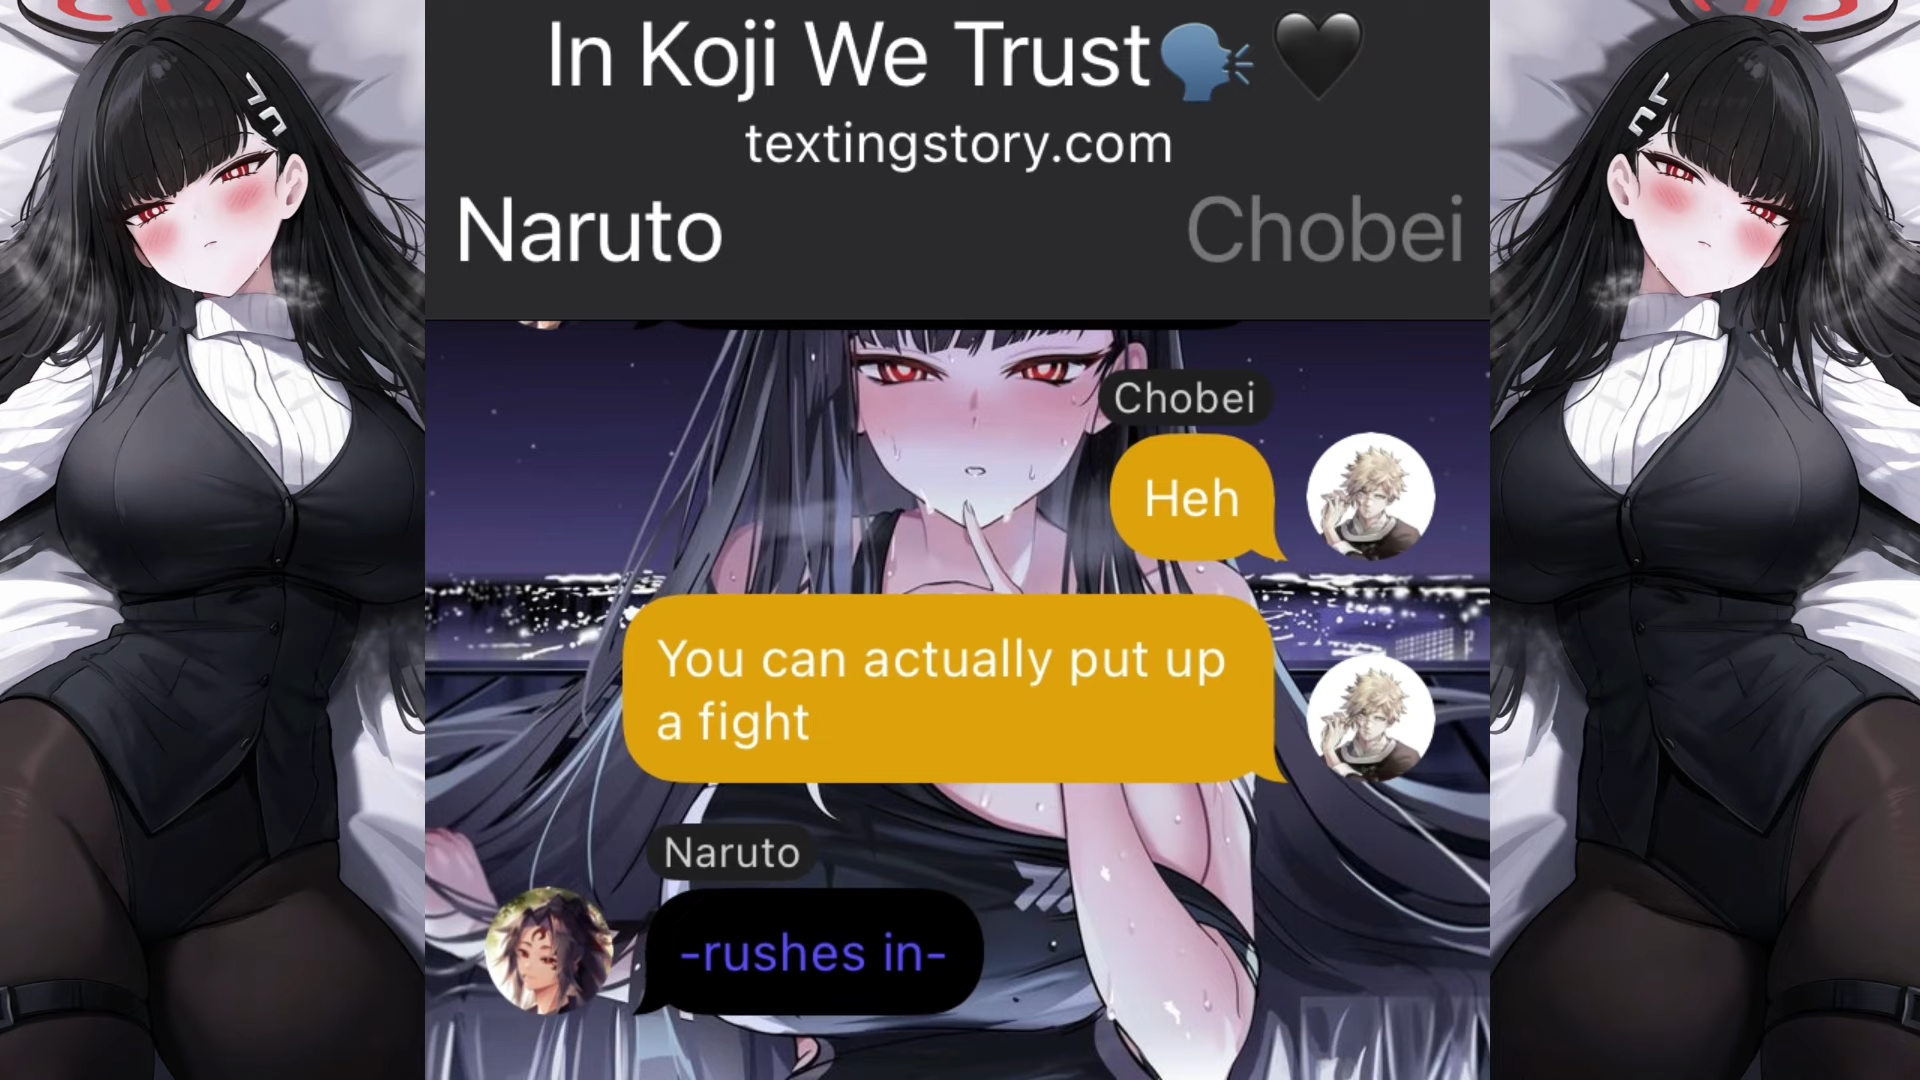 In Koji We Trust🗣️🖤
textingstory.com
Naruto
Chobei
Chobei
Heh
You can actually put up
a fight
Naruto
-rushes in-